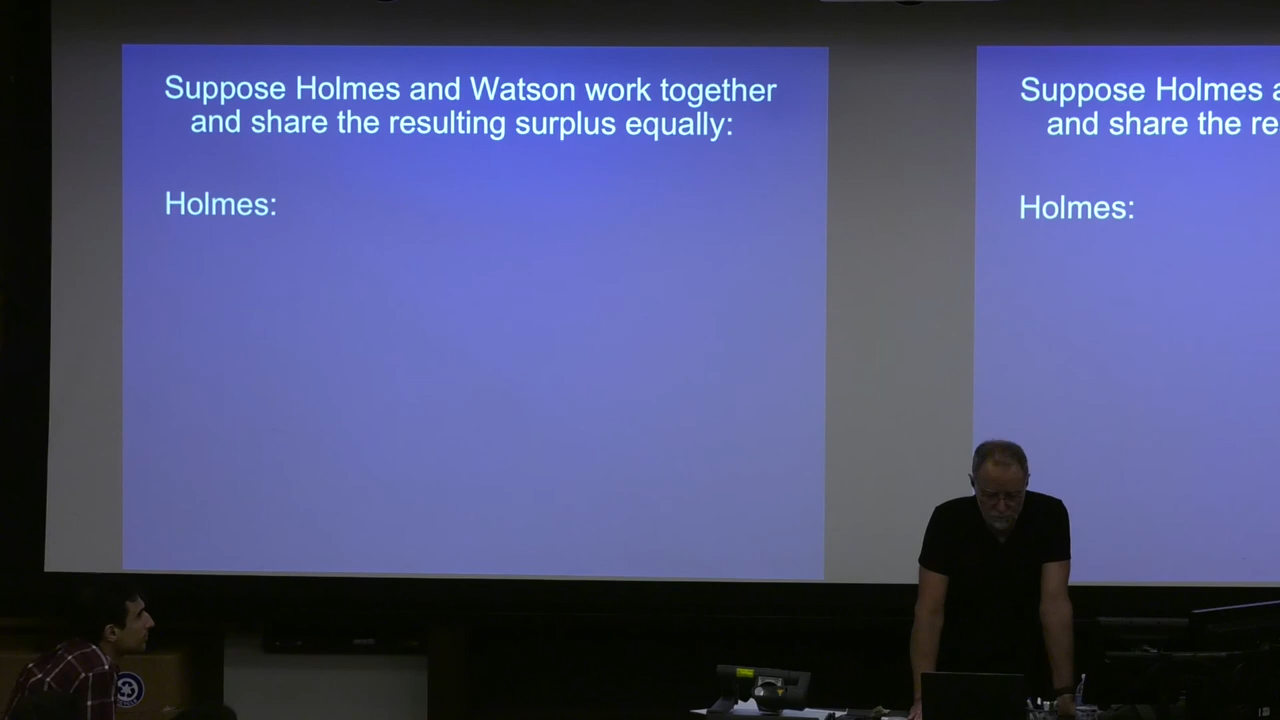 Suppose Holmes and Watson work together
and share the resulting surplus equally:
Holmes:
Suppose Holmes a
and share the re
Holmes: